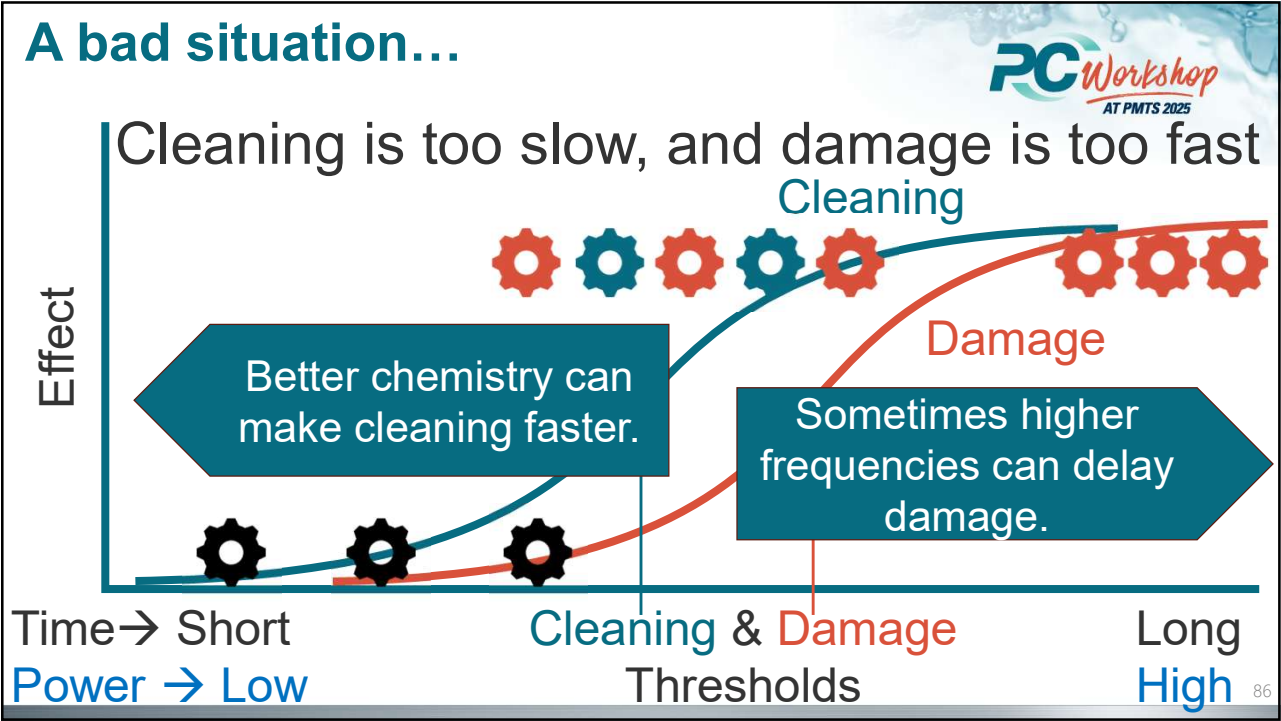 A bad situation…
PC Workshop
AT PMTS 2025
Cleaning is too slow, and damage is too fast
Cleaning
Effect
Damage
Better chemistry can
make cleaning faster.
Sometimes higher
frequencies can delay
damage.
Time→ Short
Cleaning & Damage
Long
Power → Low
Thresholds
High
86